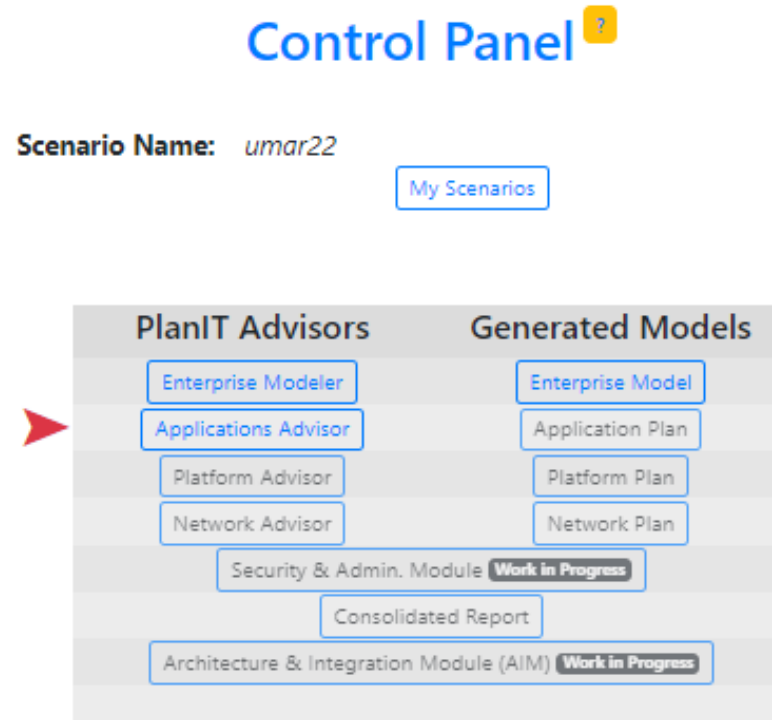 Control Panel ?
Scenario Name: umar22
My Scenarios
PlanIT Advisors Generated Models
Enterprise Modeler Enterprise Model
Applications Advisor Application Plan
Platform Advisor Platform Plan
Network Advisor Network Plan
Security & Admin. Module Work in Progress
Consolidated Report
Architecture & Integration Module (AIM) Work in Progress